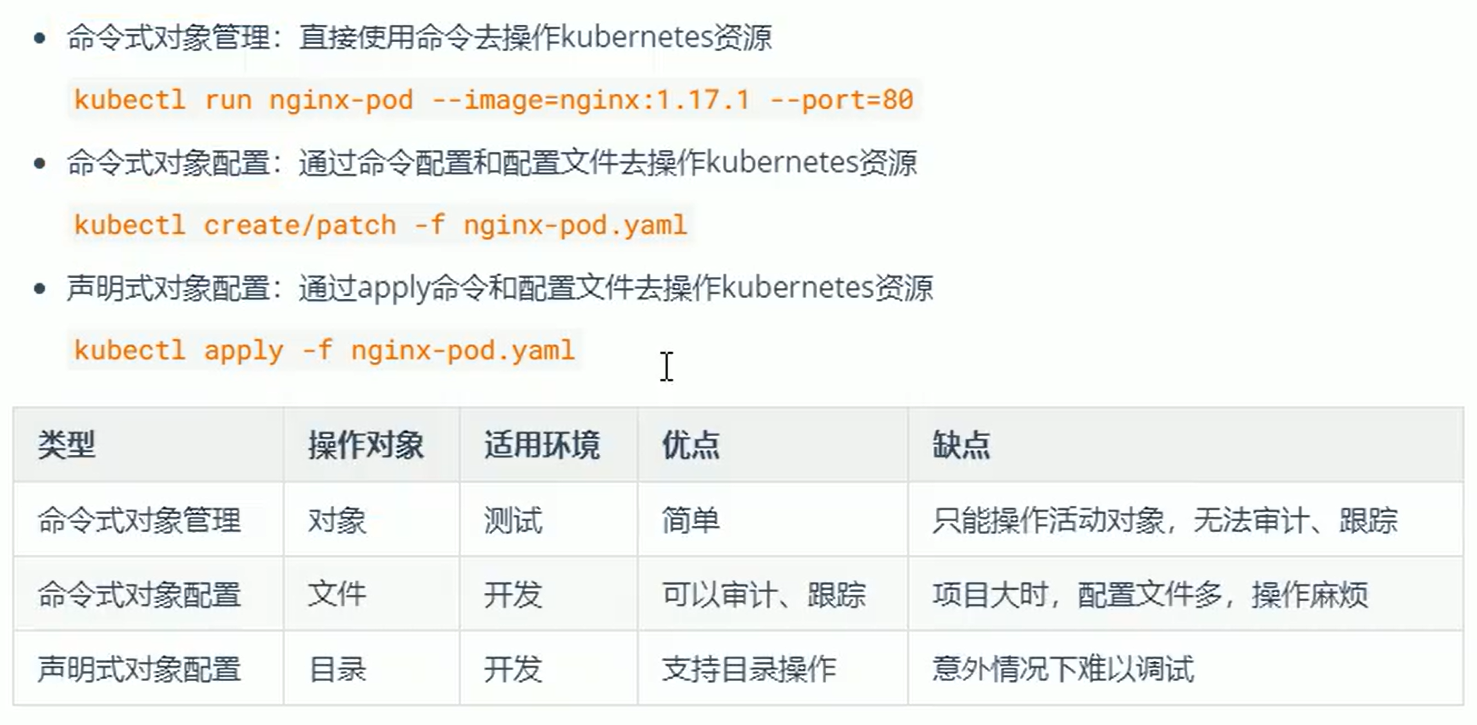 命令式对象管理：直接使用命令去操作kubernetes资源
kubectl run nginx-pod --image=nginx:1.17.1 --port=80
命令式对象配置：通过命令配置和配置文件去操作kubernetes资源
kubectl create/patch -f nginx-pod.yaml
声明式对象配置：通过apply命令和配置文件去操作kubernetes资源
kubectl apply -f nginx-pod.yaml
类型 操作对象 适用环境 优点 缺点
命令式对象管理 对象 测试 简单 只能操作活动对象，无法审计、跟踪
命令式对象配置 文件 开发 可以审计、跟踪 项目大时，配置文件多，操作麻烦
声明式对象配置 目录 开发 支持目录操作 意外情况下难以调试